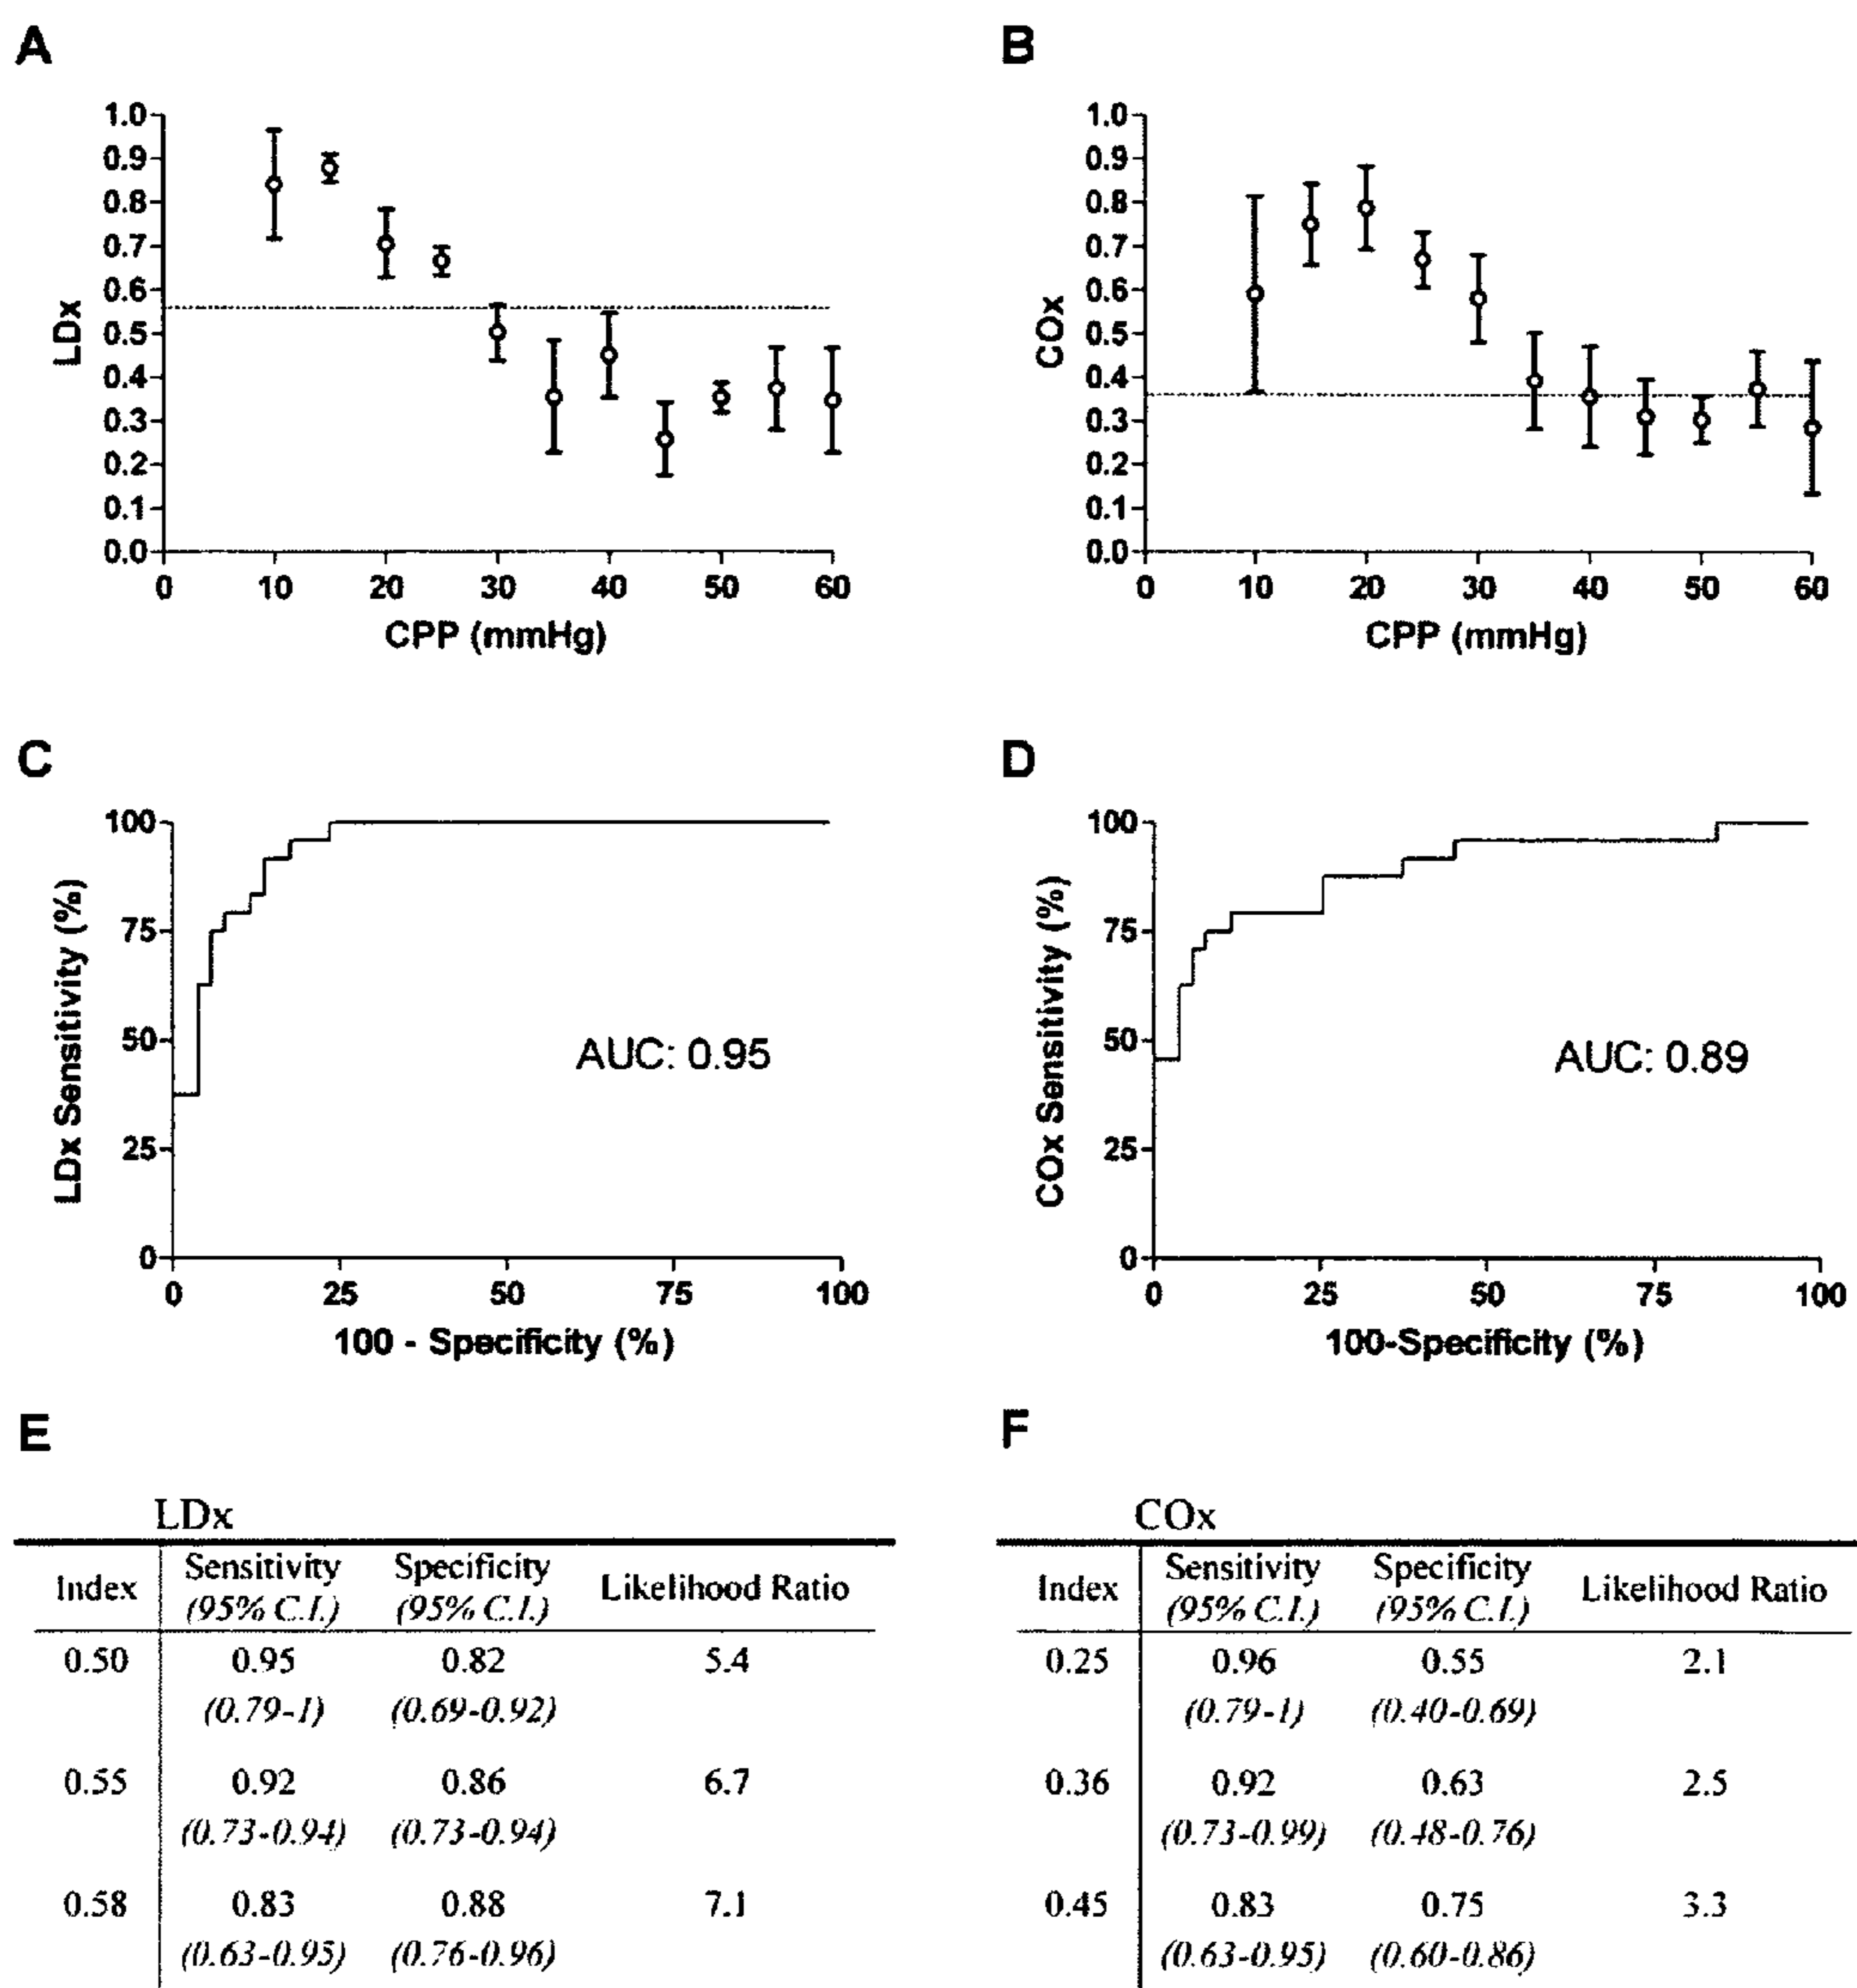 A
1.0
0.9
0.8
0.7
0.6
0.5
0.4
0.3
0.2
0.1
0.0
LDx
0 10 20 30 40 50 60
CPP (mmHg)
B
1.0
0.9
0.8
0.7
0.6
0.5
0.4
0.3
0.2
0.1
0.0
COx
0 10 20 30 40 50 60
CPP (mmHg)
C
100
75
50
25
0
LDx Sensitivity (%)
AUC: 0.95
0 25 50 75 100
100 - Specificity (%)
D
100
75
50
25
0
COx Sensitivity (%)
AUC: 0.89
0 25 50 75 100
100-Specificity (%)
E
LDx
Index Sensitivity Specificity Likelihood Ratio
(95% C.I.) (95% C.I.)
0.50 0.95 0.82 5.4
(0.79-1) (0.69-0.92)
0.55 0.92 0.86 6.7
(0.73-0.94) (0.73-0.94)
0.58 0.83 0.88 7.1
(0.63-0.95) (0.76-0.96)
F
COx
Index Sensitivity Specificity Likelihood Ratio
(95% C.I.) (95% C.I.)
0.25 0.96 0.55 2.1
(0.79-1) (0.40-0.69)
0.36 0.92 0.63 2.5
(0.73-0.99) (0.48-0.76)
0.45 0.83 0.75 3.3
(0.63-0.95) (0.60-0.86)